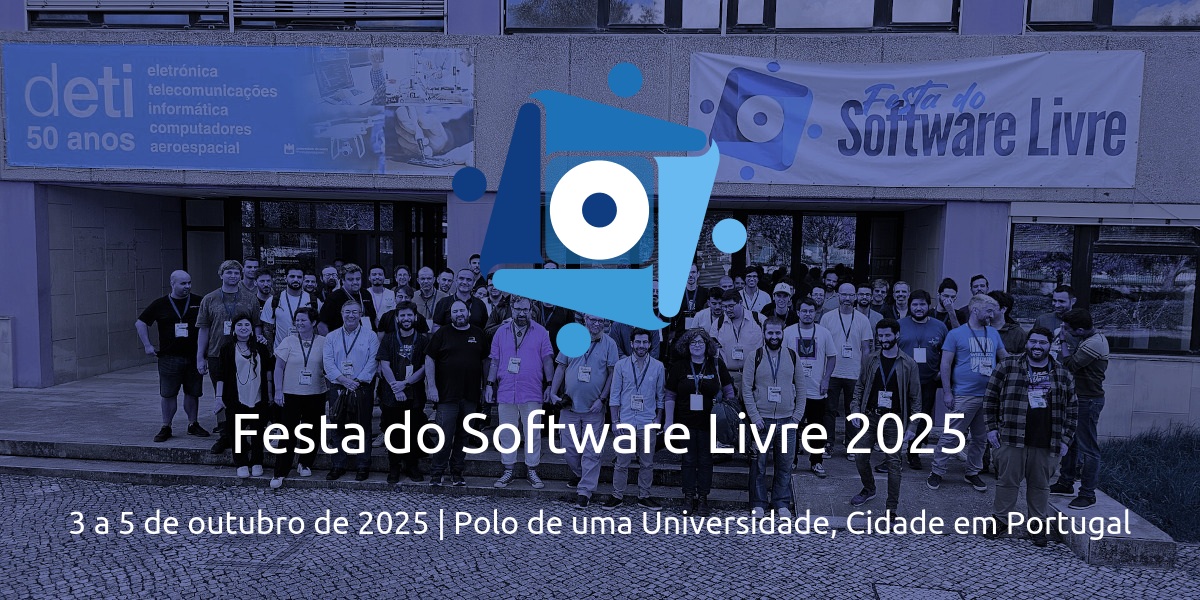 deti
50 anos
eletrónica
telecomunicações
informática
computadores
aeroespacial
Festa do
Software Livre
Festa do Software Livre 2025
3 a 5 de outubro de 2025 | Polo de uma Universidade, Cidade em Portugal